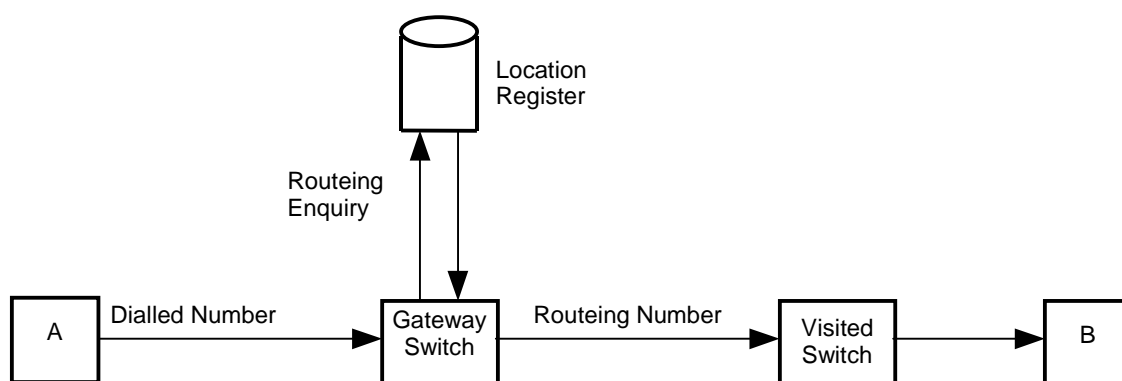 Location
Register
Routeing
Enquiry
A
Dialled Number
Gateway
Switch
Routeing Number
Visited
Switch
B